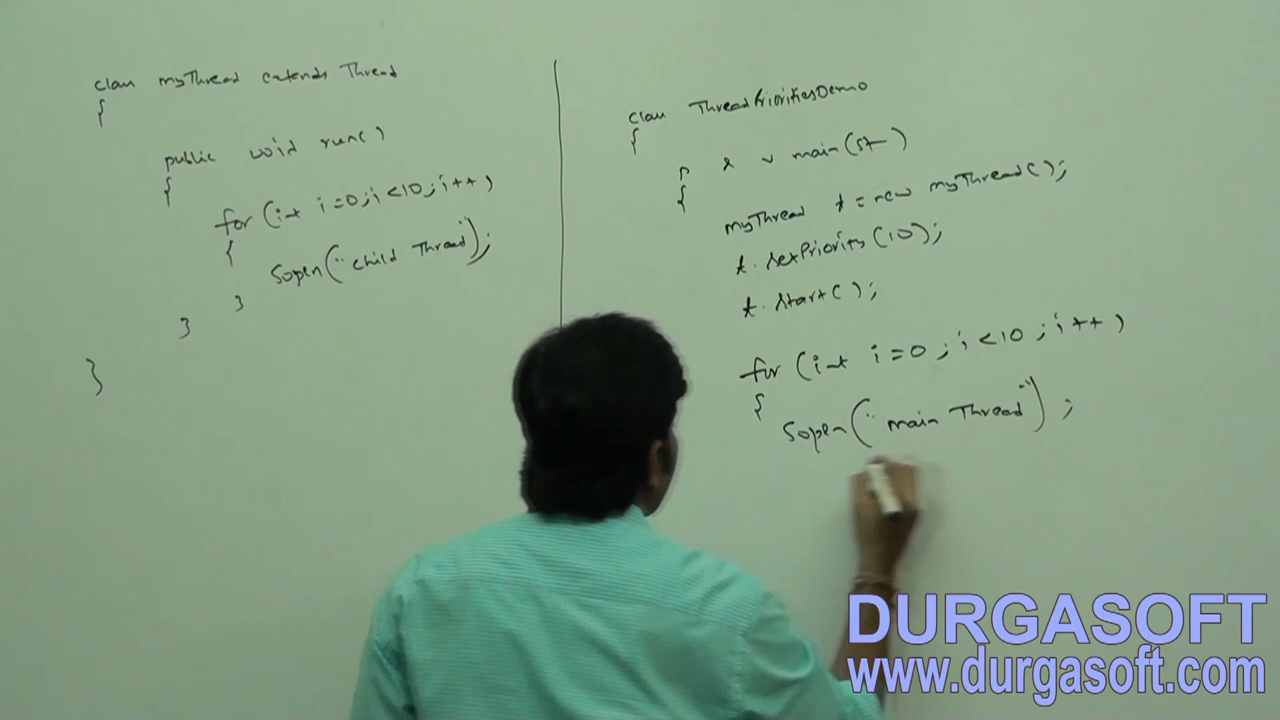 class myThread extends Thread
{
public void run()
{
for (int i=0;i<10;i++)
{
Sopln("child Thread");
}
}
}
class ThreadPrioritiesDemo
{
p s v main(st)
{
myThread t = new myThread();
t.setPriority(10);
t.start();
for (int i=0;i<10;i++)
{
Sopln("main Thread");
DURGASOFT
www.durgasoft.com